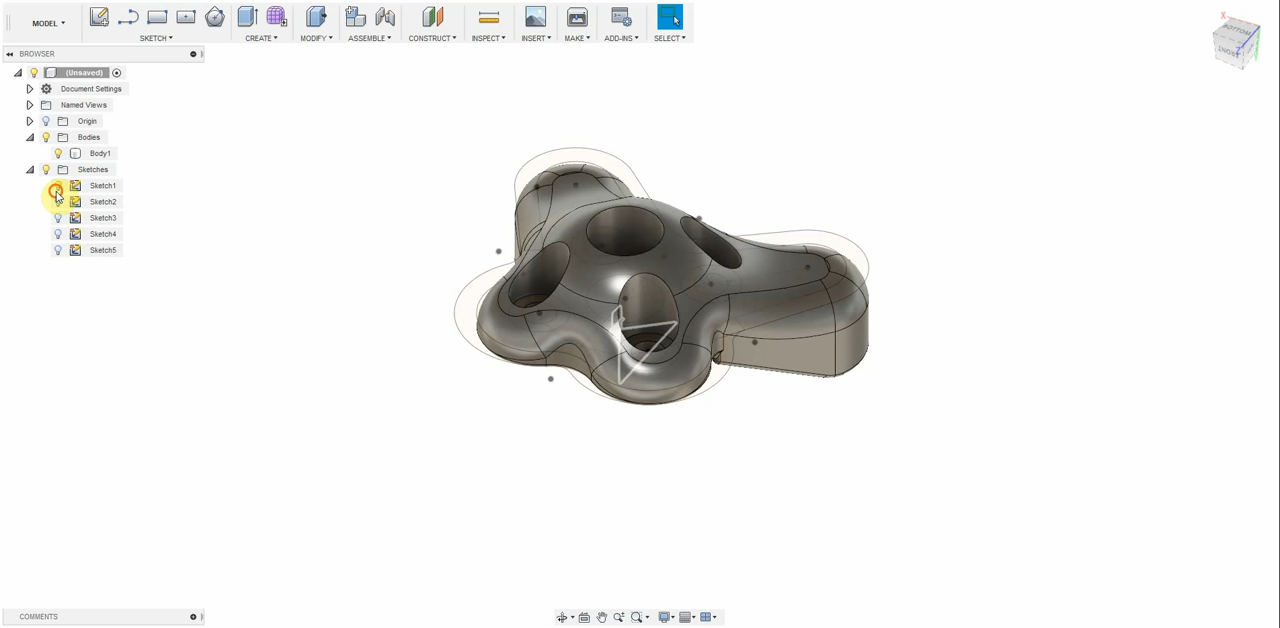 MODEL
SKETCH
CREATE
MODIFY
ASSEMBLE
CONSTRUCT
INSPECT
INSERT
MAKE
ADD-INS
SELECT
BROWSER
(Unsaved)
Document Settings
Named Views
Origin
Bodies
Body1
Sketches
Sketch1
Sketch2
Sketch3
Sketch4
Sketch5
X
BOTTOM
Z
COMMENTS